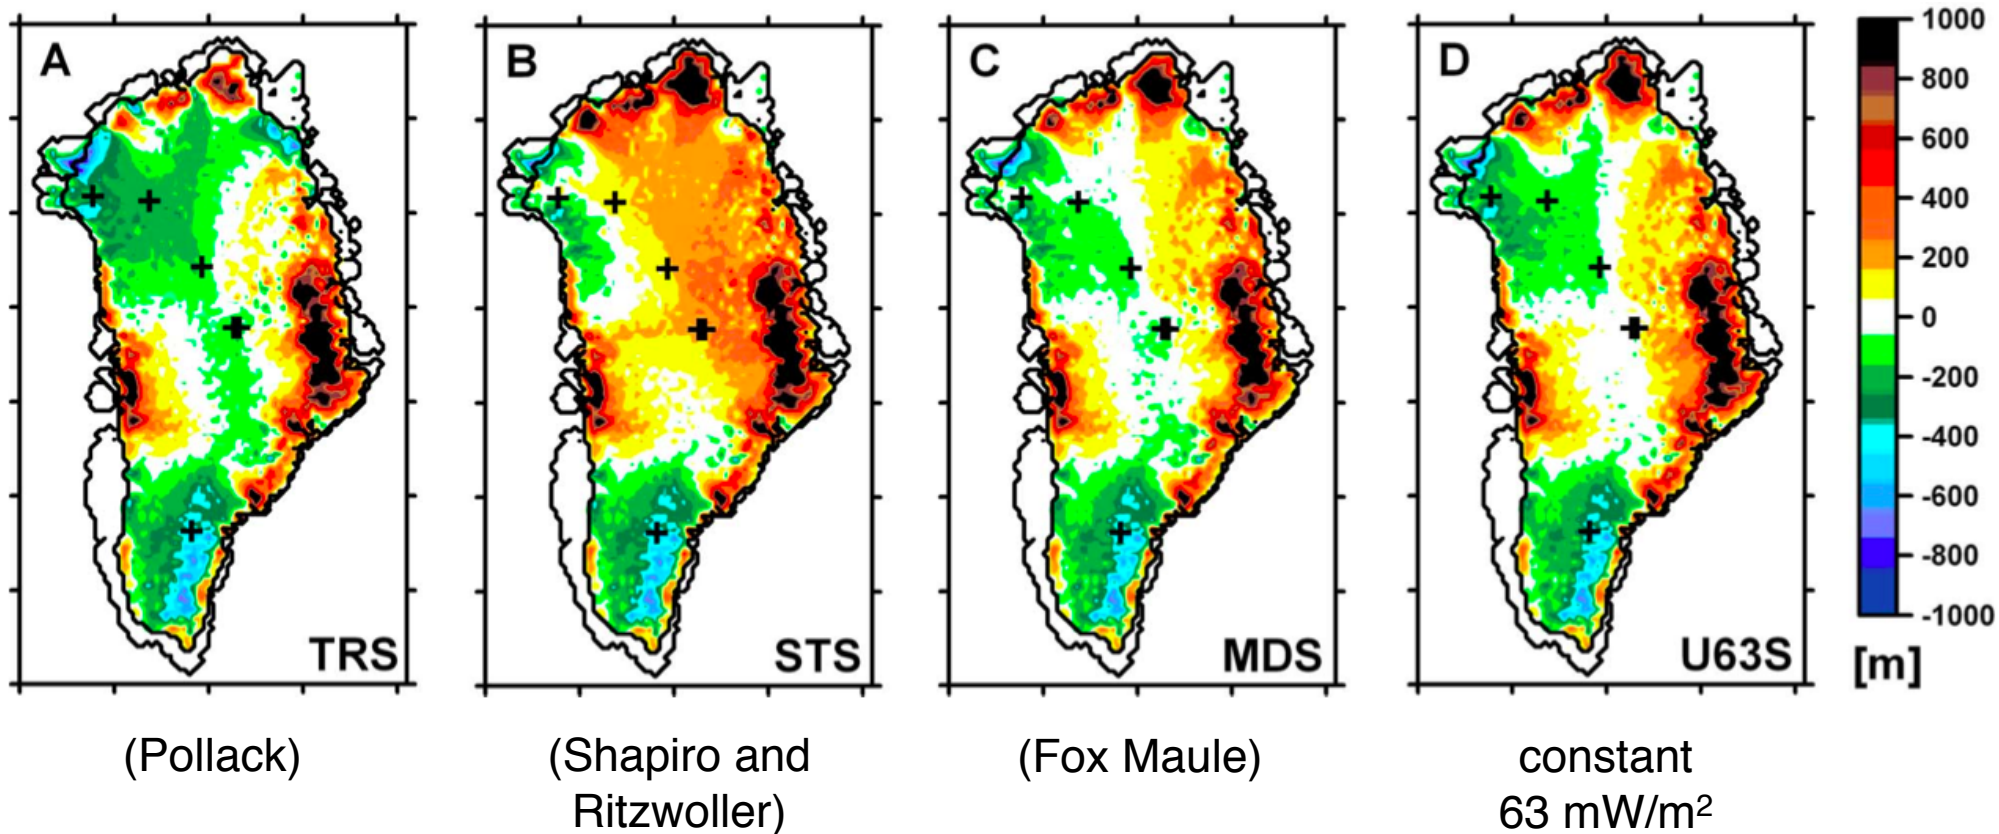 A
TRS
B
STS
C
MDS
D
U63S
1000
800
600
400
200
0
-200
-400
-600
-800
-1000
[m]
(Pollack)
(Shapiro and
Ritzwoller)
(Fox Maule)
constant
63 mW/m²